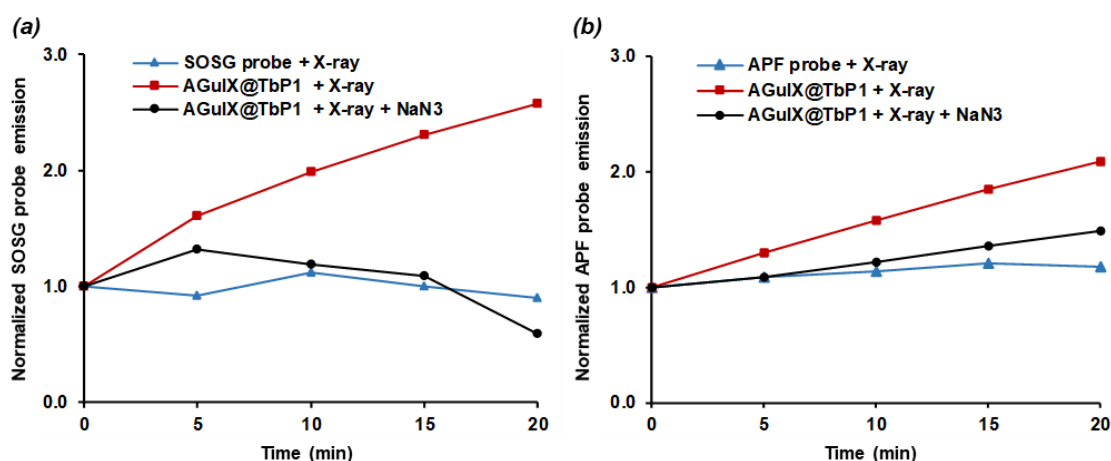 (a)
3.0
2.0
1.0
0.0
Normalized SOSG probe emission
SOSG probe + X-ray
AGuIX@TbP1 + X-ray
AGuIX@TbP1 + X-ray + NaN3
0 5 10 15 20
Time (min)
(b)
3.0
2.0
1.0
0.0
Normalized APF probe emission
APF probe + X-ray
AGuIX@TbP1 + X-ray
AGuIX@TbP1 + X-ray + NaN3
0 5 10 15 20
Time (min)